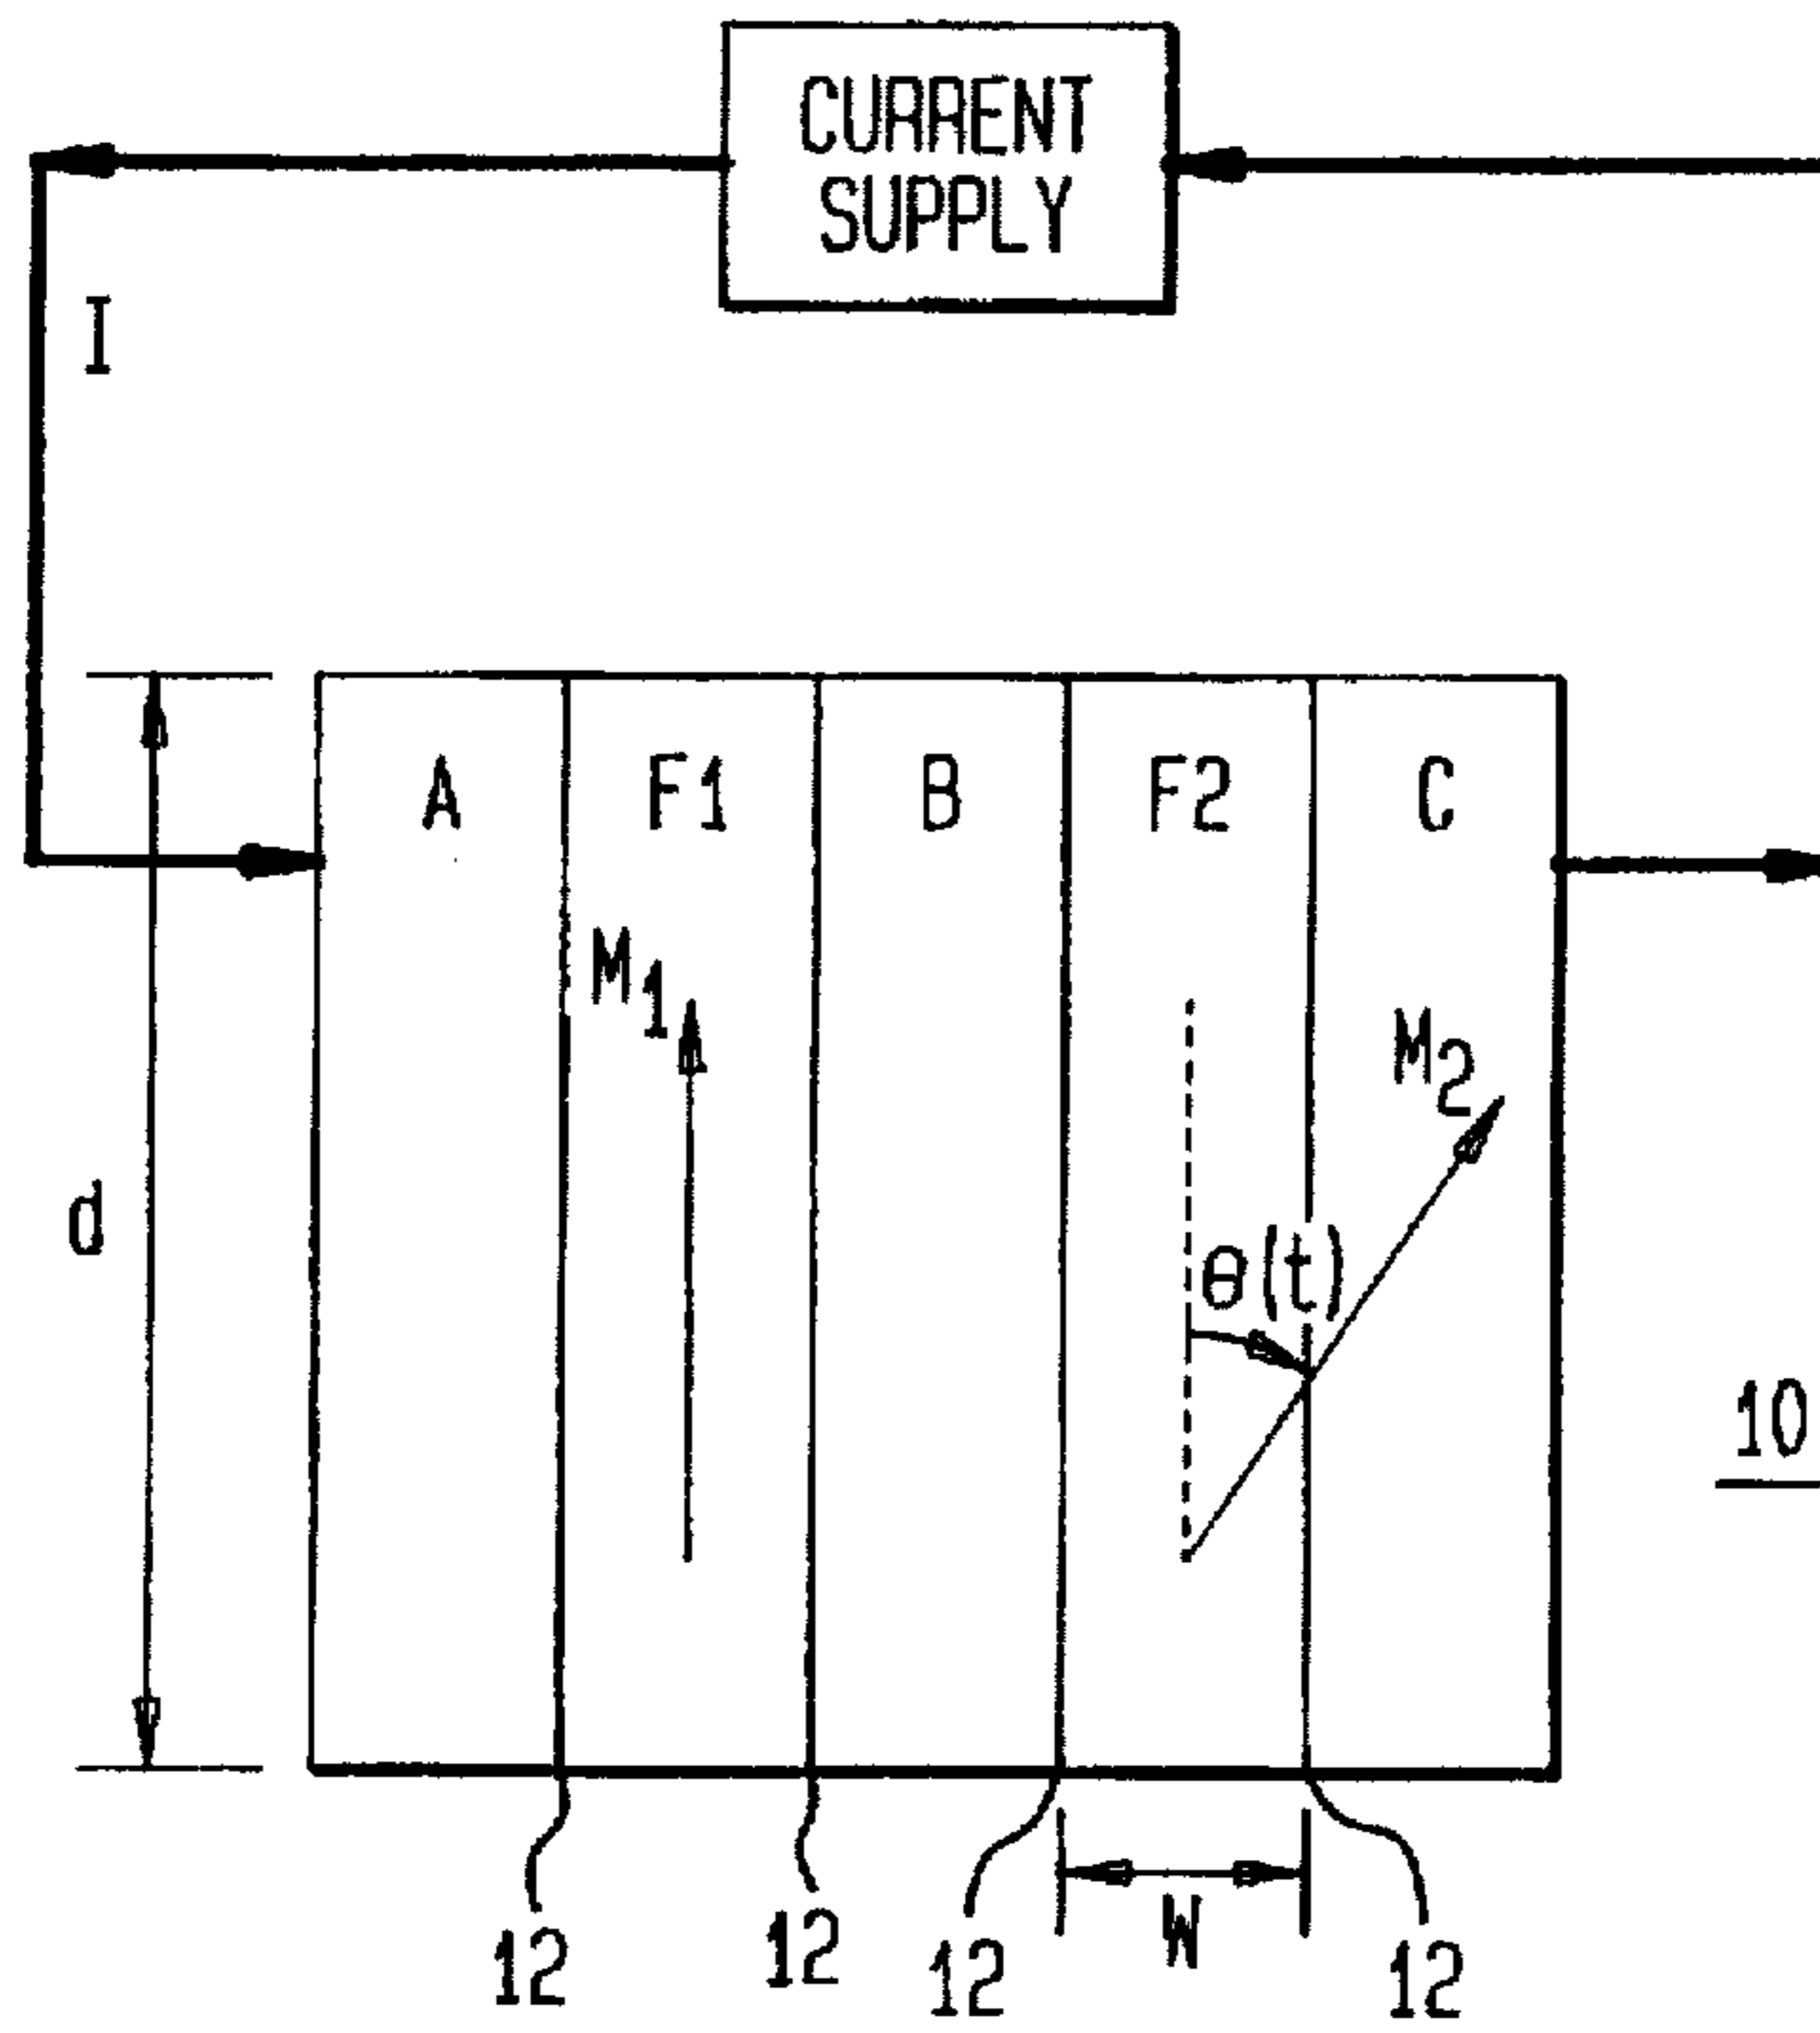 CURRENT
SUPPLY
I
A F1 B F2 C
M1
M2
d
θ(t)
10
W
12 12 12 12